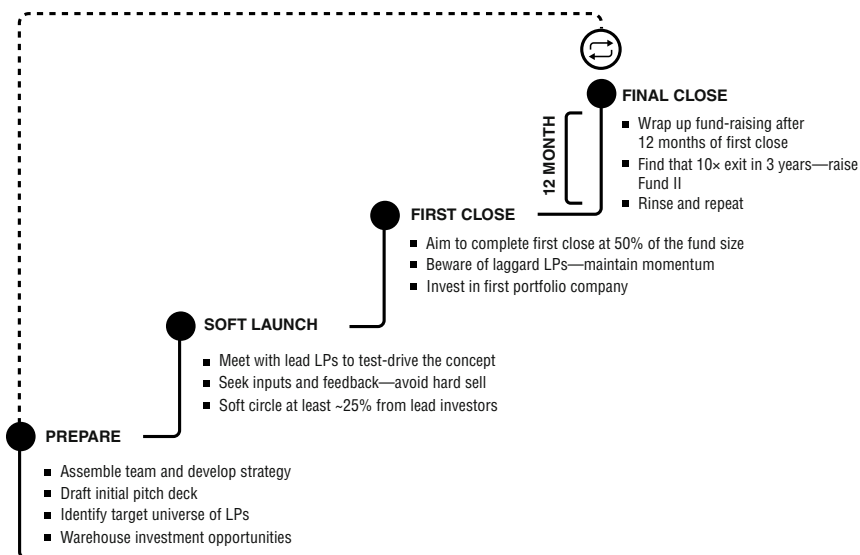 FINAL CLOSE
■ Wrap up fund-raising after
12 months of first close
■ Find that 10× exit in 3 years—raise
Fund II
■ Rinse and repeat
12 MONTH
FIRST CLOSE
■ Aim to complete first close at 50% of the fund size
■ Beware of laggard LPs—maintain momentum
■ Invest in first portfolio company
SOFT LAUNCH
■ Meet with lead LPs to test-drive the concept
■ Seek inputs and feedback—avoid hard sell
■ Soft circle at least ~25% from lead investors
PREPARE
■ Assemble team and develop strategy
■ Draft initial pitch deck
■ Identify target universe of LPs
■ Warehouse investment opportunities